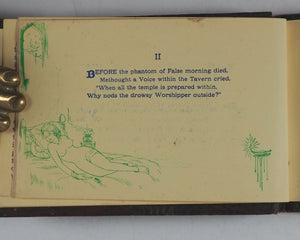 II
BEFORE the phantom of False morning died,
Methought a Voice within the Tavern cried,
"When all the temple is prepared within,
Why nods the drowsy Worshipper outside?"